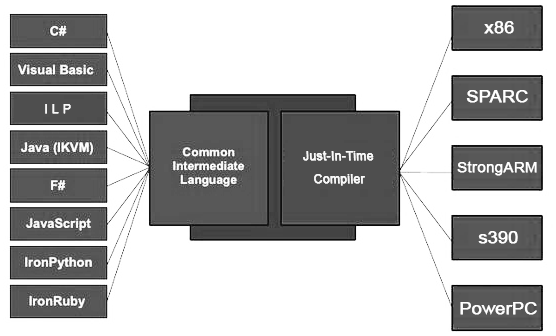 C#
Visual Basic
I L P
Java (IKVM)
F#
JavaScript
IronPython
IronRuby
Common
Intermediate
Language
Just-In-Time
Compiler
x86
SPARC
StrongARM
s390
PowerPC